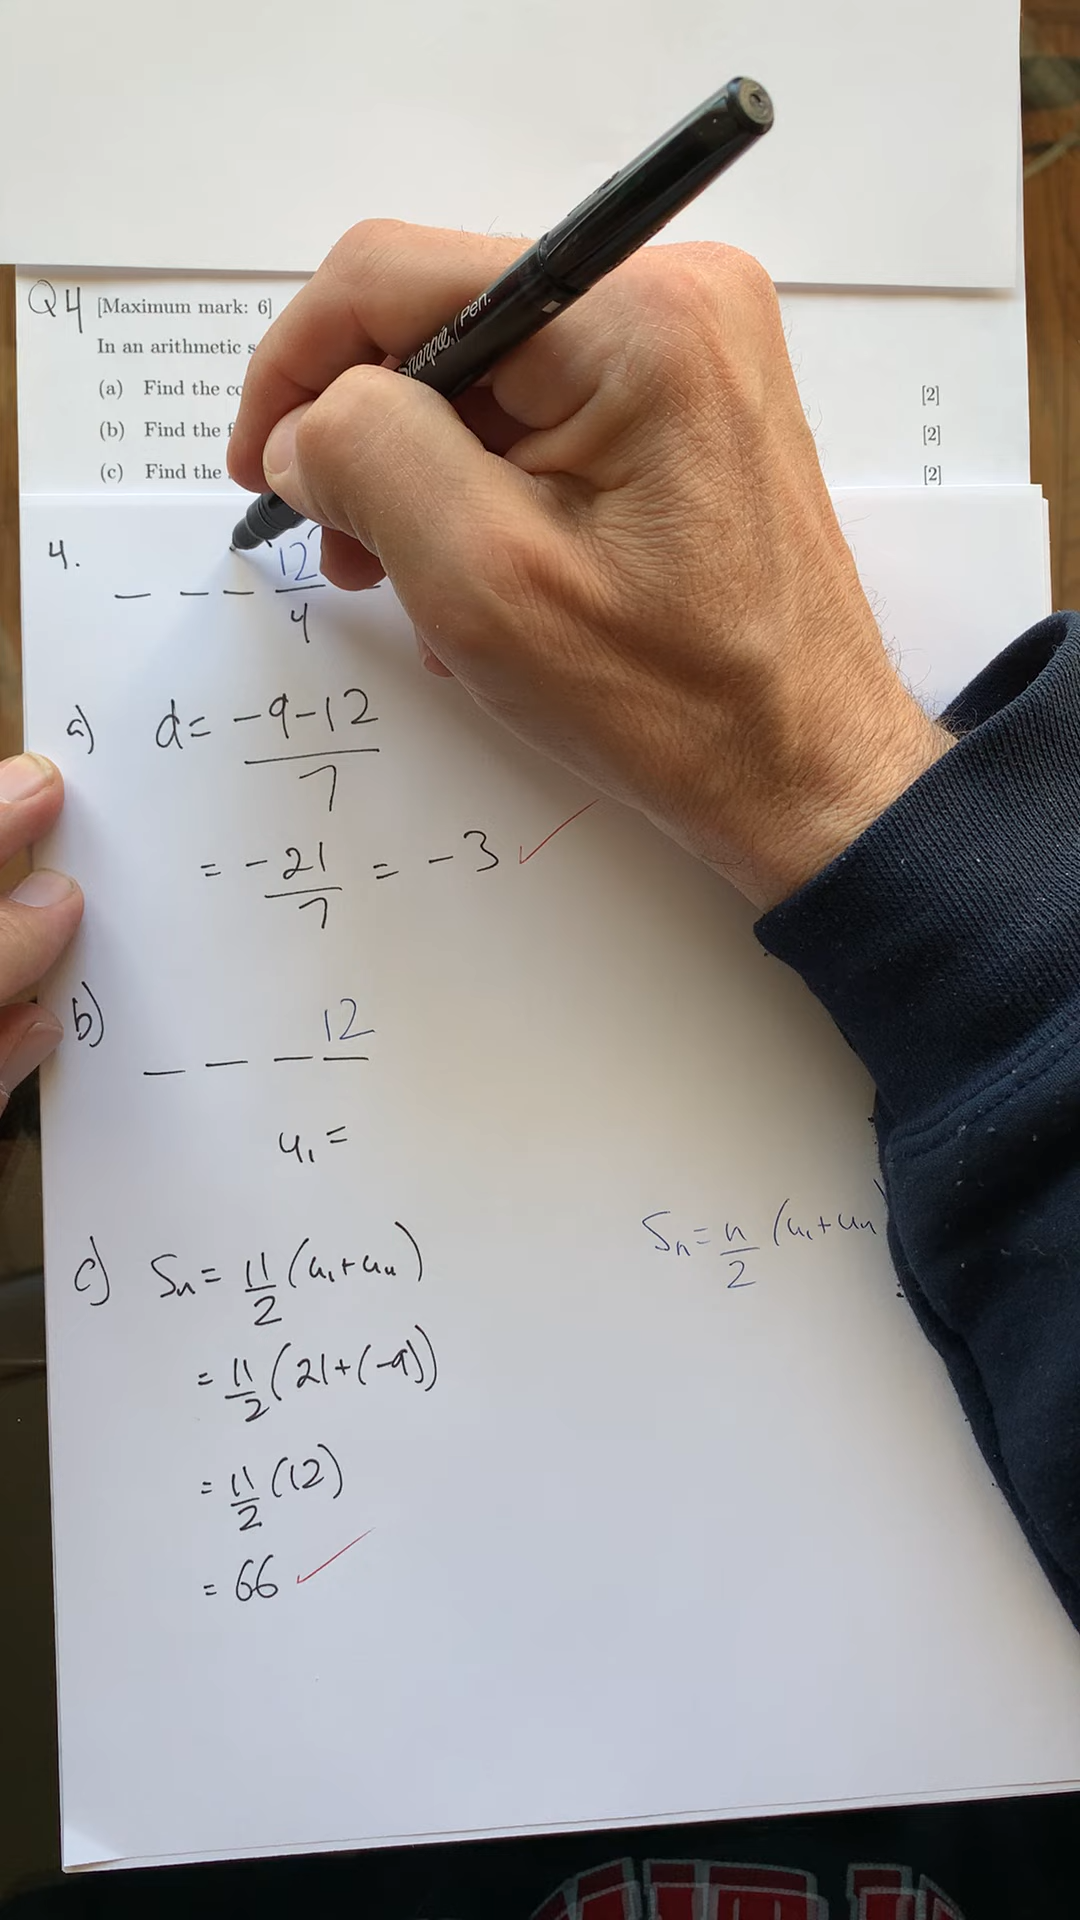 Q4 [Maximum mark: 6]
In an arithmetic
(a) Find the [2]
(b) Find the [2]
(c) Find the [2]
Pen.
4. _ _ _ 12 _
4
a) d = -9-12
7
= -21/7 = -3 ✓
b) _ _ _ 12
u₁ =
Sₙ = n/2 (u₁+uₙ
c) Sₙ = 11/2 (u₁+uₙ)
= 11/2 (21+(-9))
= 11/2 (12)
= 66 ✓